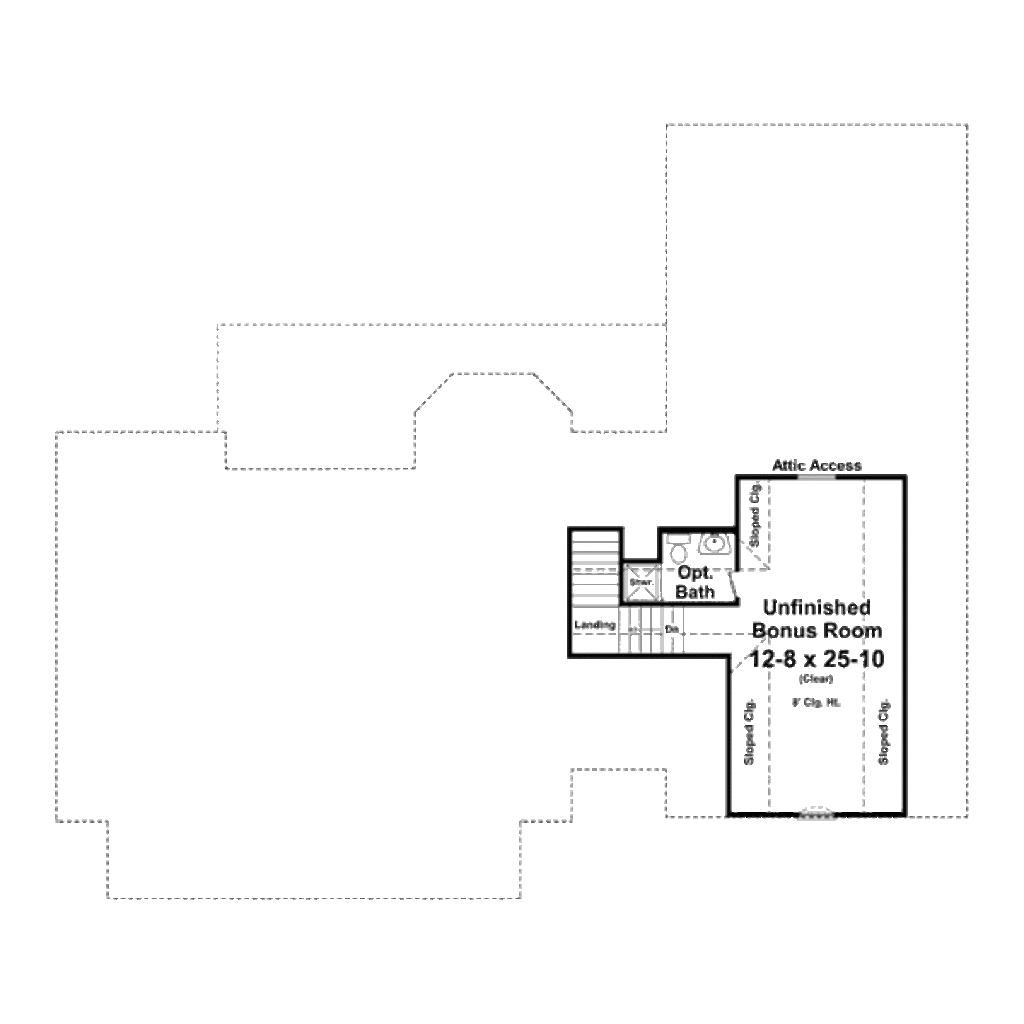 Attic Access
Sloped Clg.
Opt.
Bath
Shwr.
Unfinished
Bonus Room
12-8 x 25-10
(Clear)
8' Clg. Ht.
Landing
Dn
Sloped Clg.
Sloped Clg.